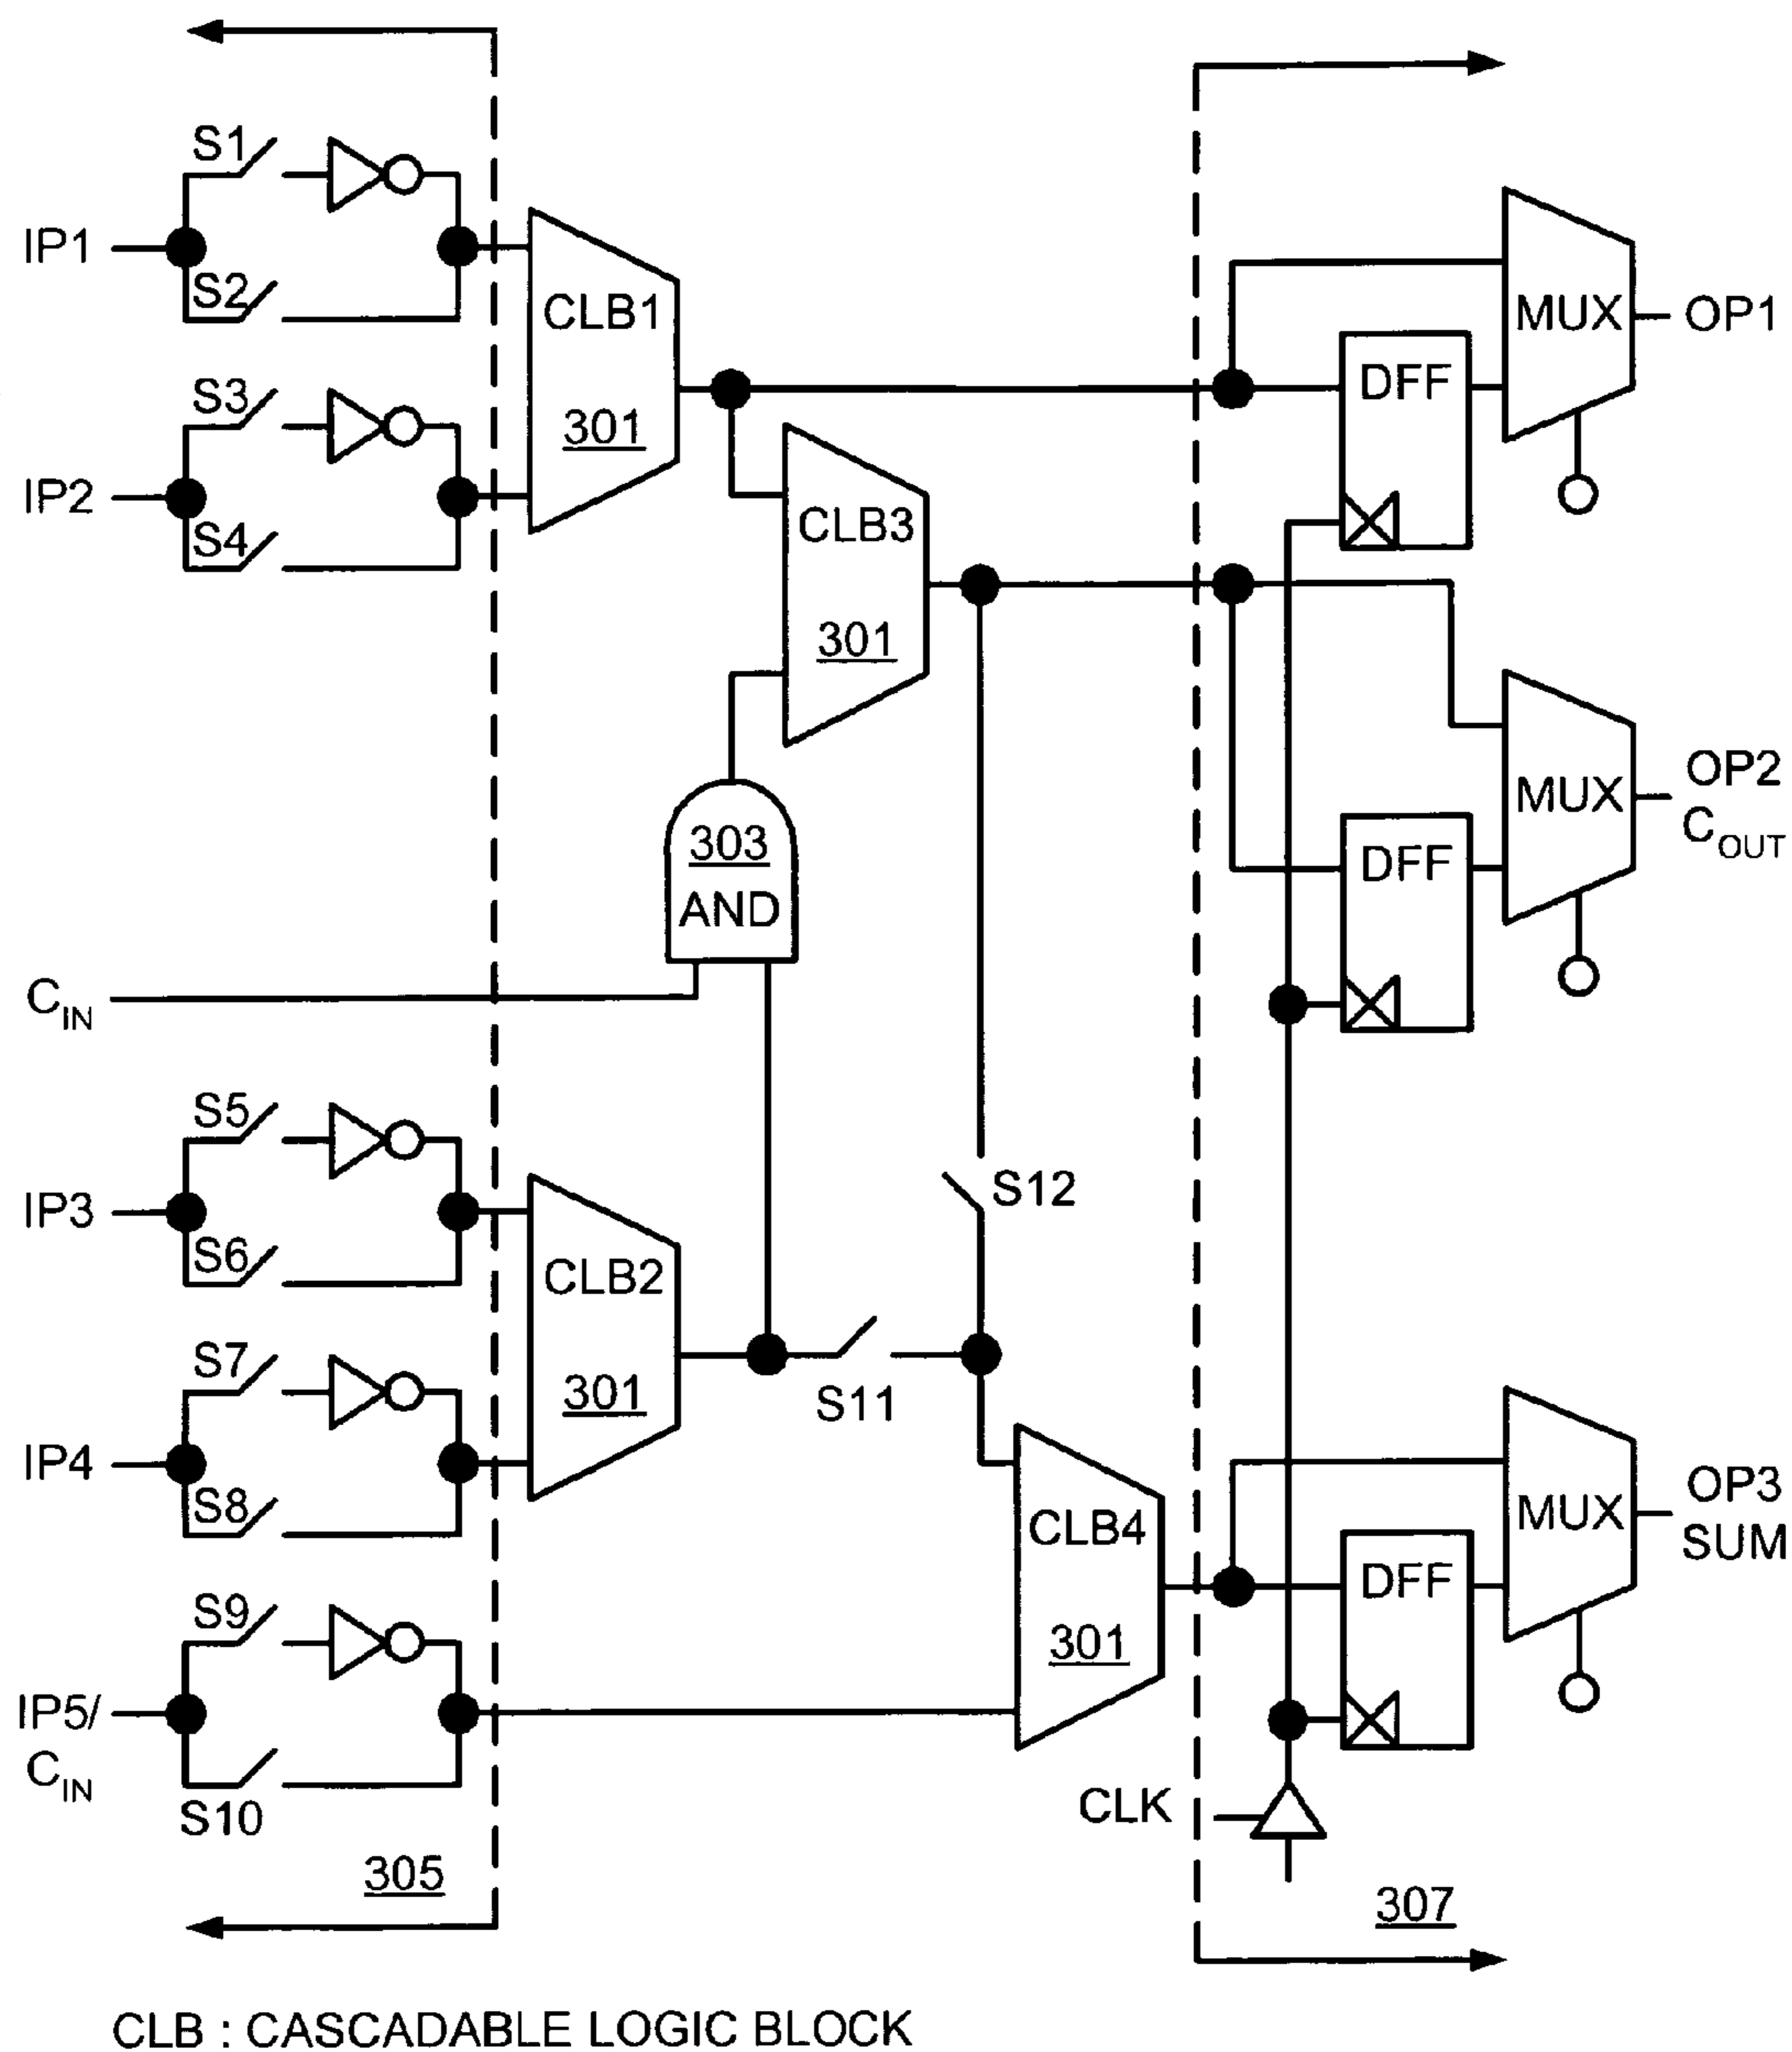 S1
IP1
S2
CLB1
301
S3
IP2
S4
CLB3
301
MUX
OP1
DFF
303
AND
C_IN
MUX
OP2
C_OUT
DFF
S5
IP3
S6
CLB2
301
S7
IP4
S8
S11
S12
S9
IP5/
C_IN
S10
CLB4
301
MUX
OP3
SUM
DFF
CLK
305
307
CLB : CASCADABLE LOGIC BLOCK